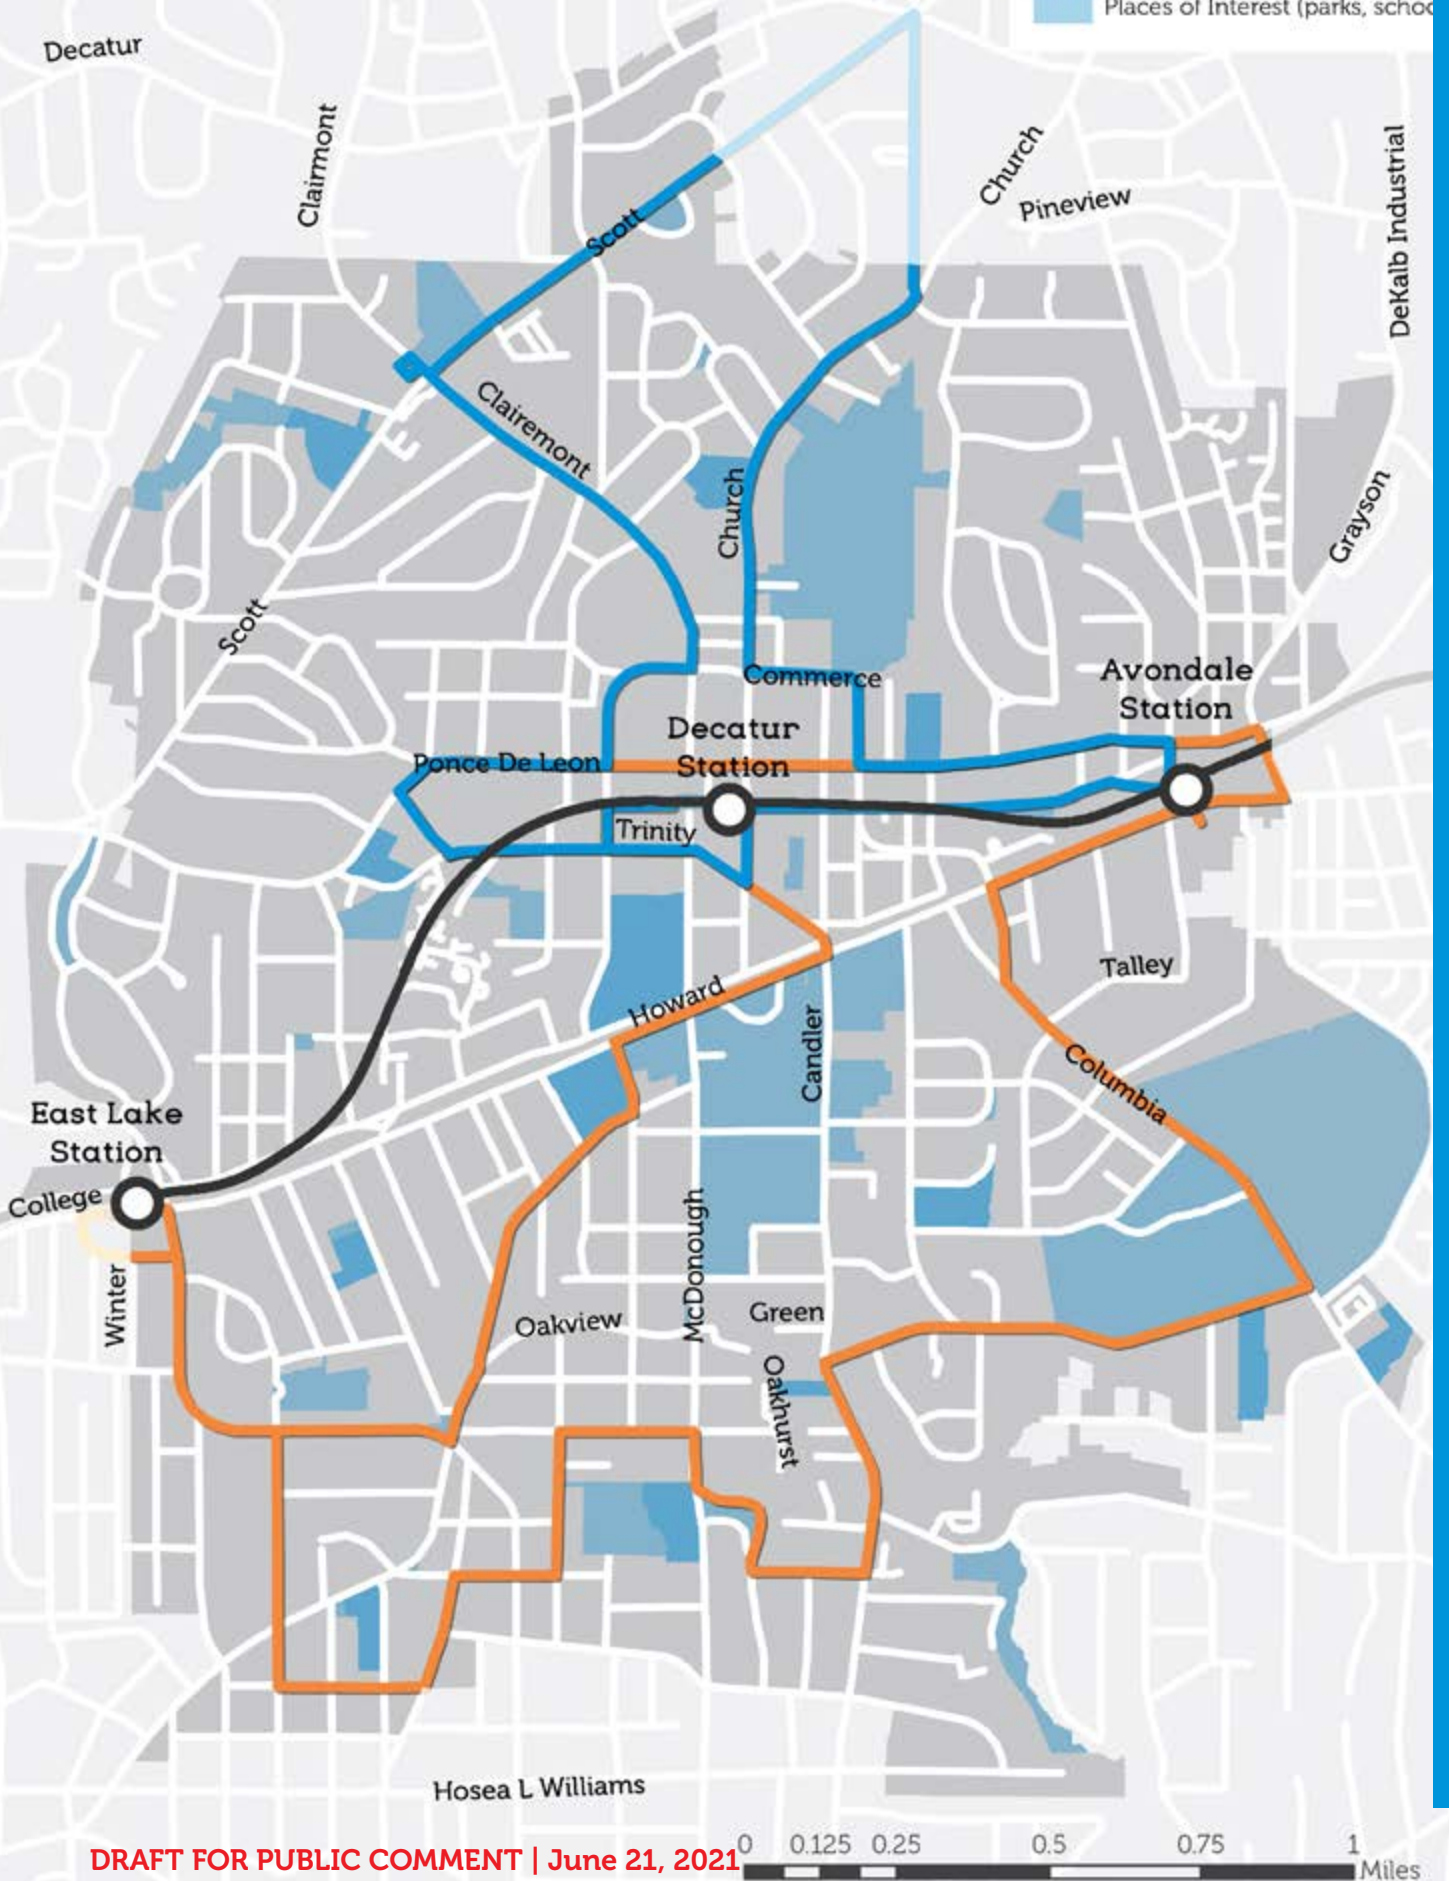 Places of Interest (parks, schoo
Decatur
Clairmont
Church
Pineview
DeKalb Industrial
Scott
Clairemont
Church
Grayson
Scott
Commerce
Avondale
Station
Decatur
Station
Ponce De Leon
Trinity
Talley
Howard
Candler
Columbia
East Lake
Station
College
Winter
McDonough
Oakview
Green
Oakhurst
Hosea L Williams
DRAFT FOR PUBLIC COMMENT | June 21, 2021
0 0.125 0.25 0.5 0.75 1
Miles